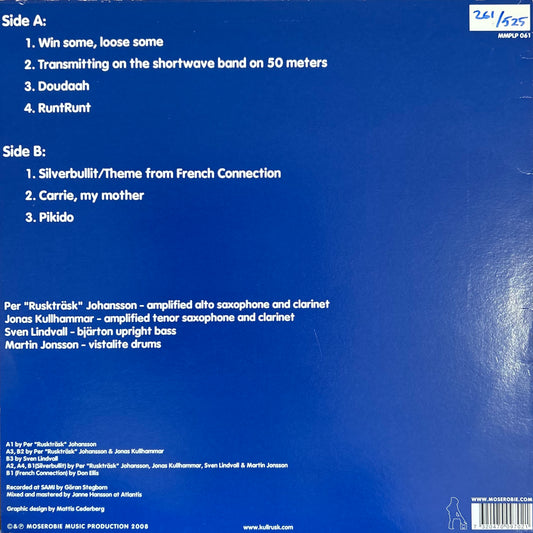 261/525
MMPLP 061
Side A:
1. Win some, loose some
2. Transmitting on the shortwave band on 50 meters
3. Doudaah
4. RuntRunt
Side B:
1. Silverbullit/Theme from French Connection
2. Carrie, my mother
3. Pikido
Per "Ruskträsk" Johansson - amplified alto saxophone and clarinet
Jonas Kullhammar - amplified tenor saxophone and clarinet
Sven Lindvall - bjärton upright bass
Martin Jonsson - vistalite drums
A1 by Per "Ruskträsk" Johansson
A3, B2 by Per "Ruskträsk" Johansson & Jonas Kullhammar
B3 by Sven Lindvall
A2, A4, B1(Silverbullit) by Per "Ruskträsk" Johansson, Jonas Kullhammar, Sven Lindvall & Martin Jonsson
B1 (French Connection) by Don Ellis
Recorded at SAMI by Göran Stegborn
Mixed and mastered by Janne Hansson at Atlantis
Graphic design by Mattis Cederberg
©&℗ MOSEROBIE MUSIC PRODUCTION 2008
www.kullrusk.com
WWW.MOSEROBIE.COM